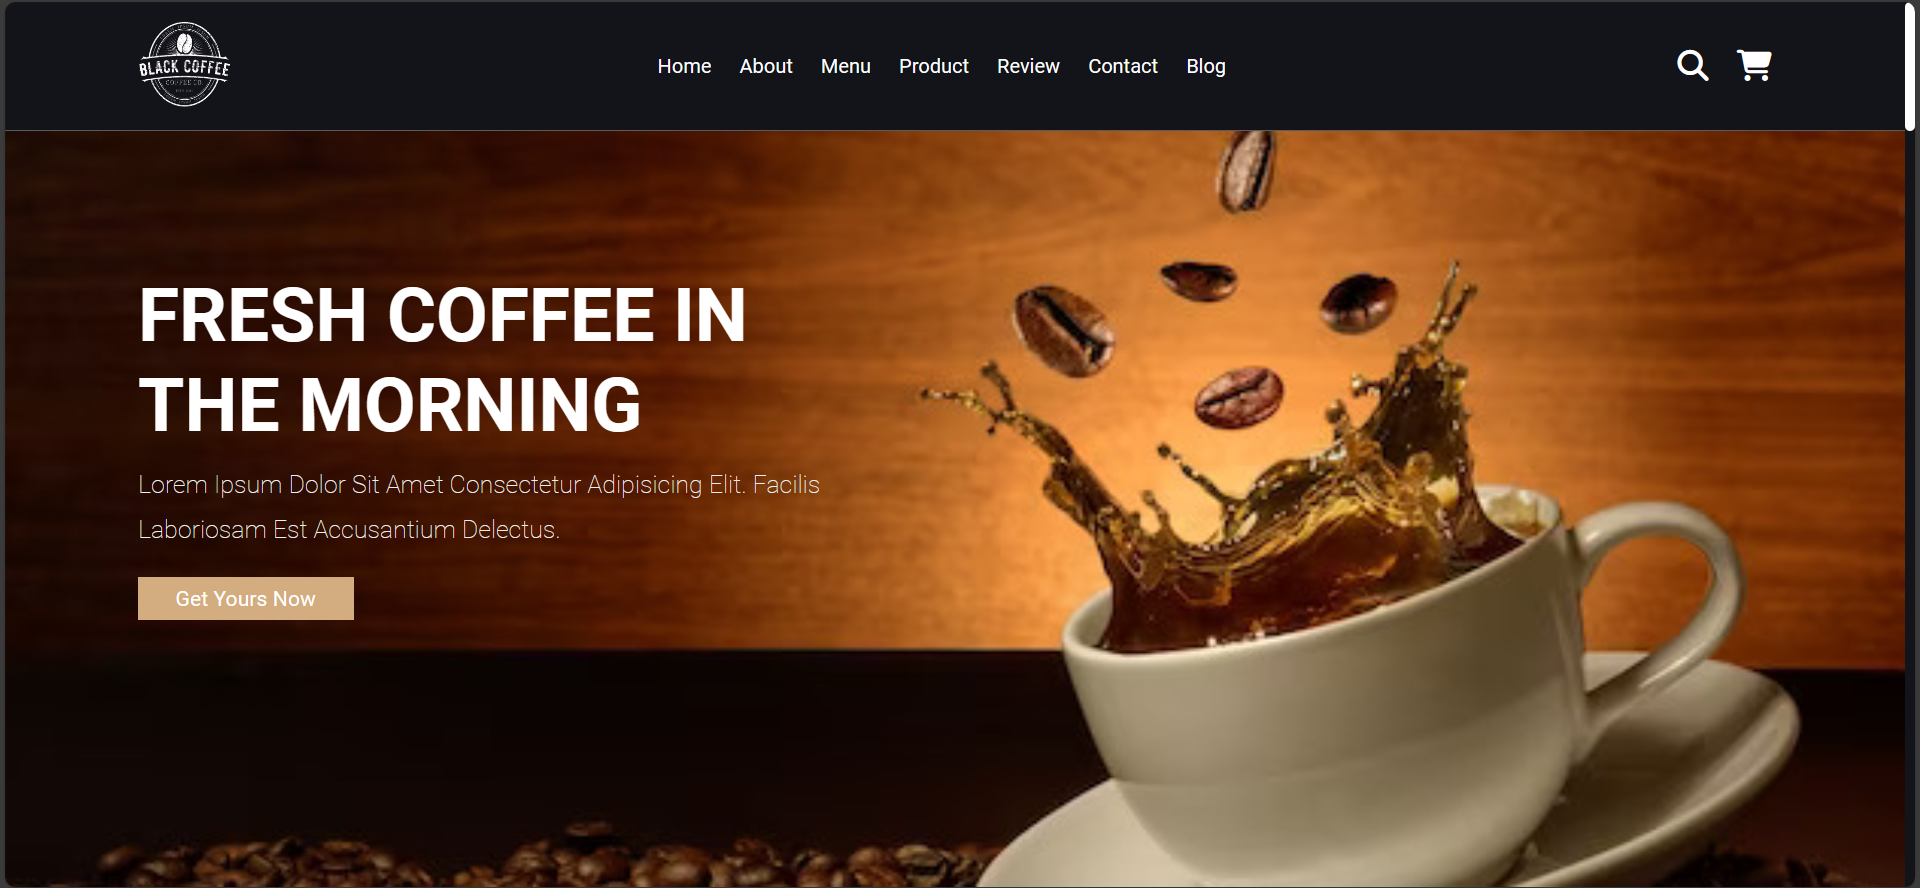 BLACK COFFEE
COFFEE CO
Home About Menu Product Review Contact Blog
FRESH COFFEE IN
THE MORNING
Lorem Ipsum Dolor Sit Amet Consectetur Adipisicing Elit. Facilis
Laboriosam Est Accusantium Delectus.
Get Yours Now